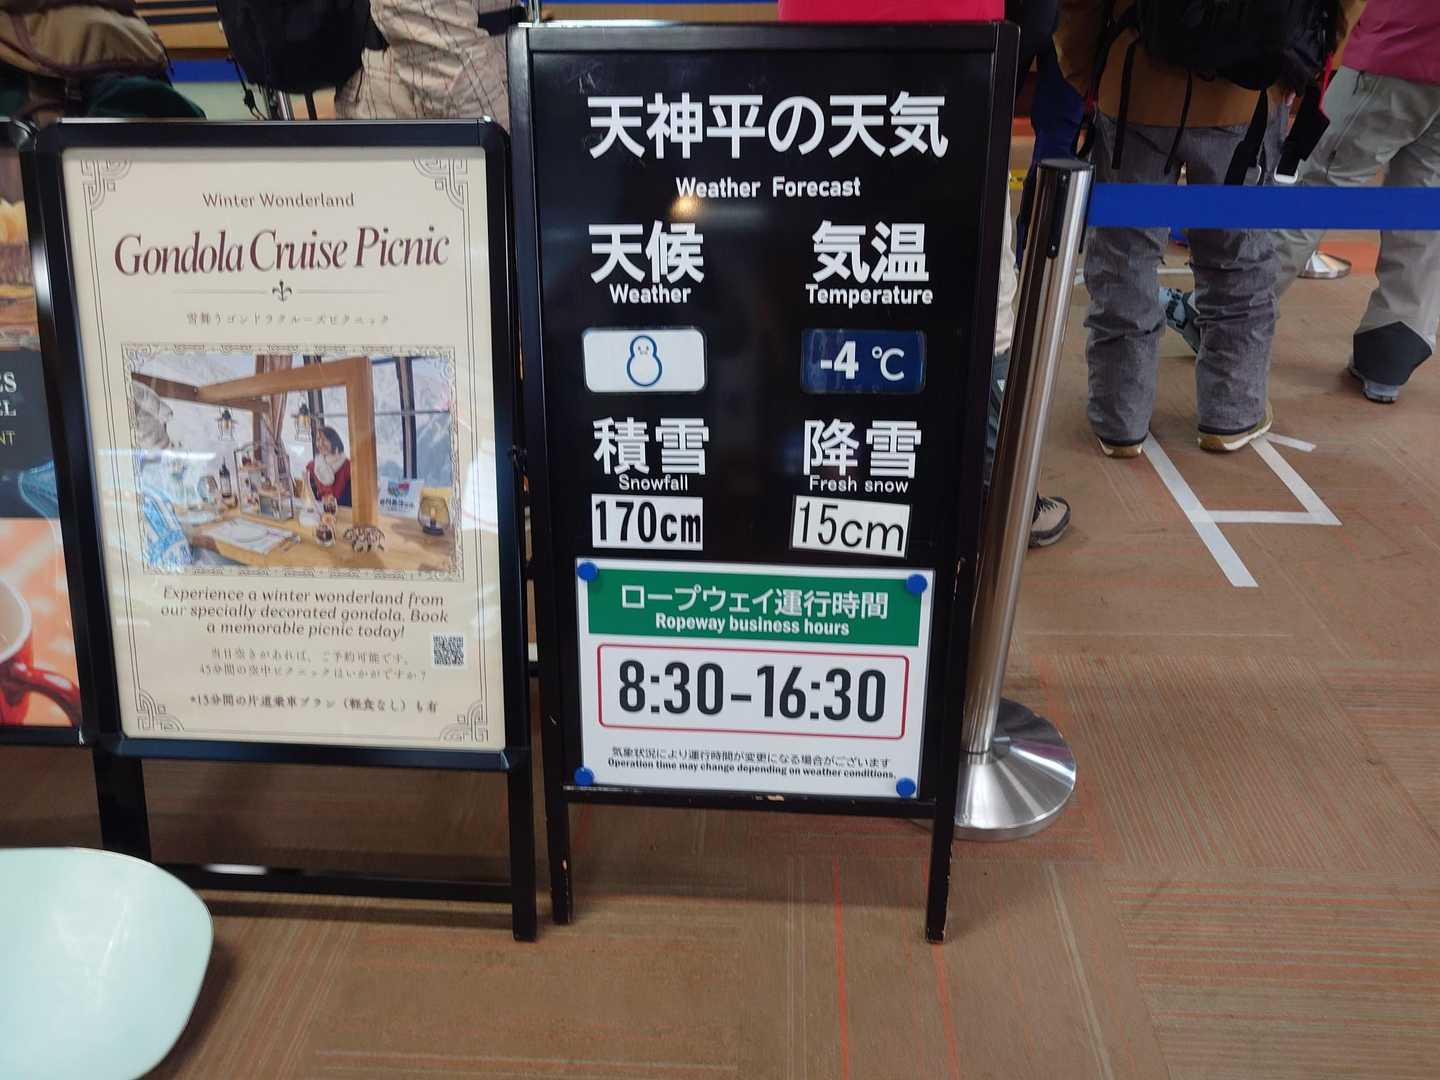 Winter Wonderland
Gondola Cruise Picnic
雪舞うゴンドラクルーズピクニック
Experience a winter wonderland from
our specially decorated gondola. Book
a memorable picnic today!
当日空きがあれば、ご予約可能です。
45分間の空中ピクニックはいかがですか？
*15分間の片道乗車プラン（軽食なし）も有
天神平の天気
Weather Forecast
天候 気温
Weather Temperature
-4 ℃
積雪 降雪
Snowfall Fresh snow
170cm 15cm
ロープウェイ運行時間
Ropeway business hours
8:30-16:30
気象状況により運行時間が変更になる場合がございます
Operation time may change depending on weather conditions.